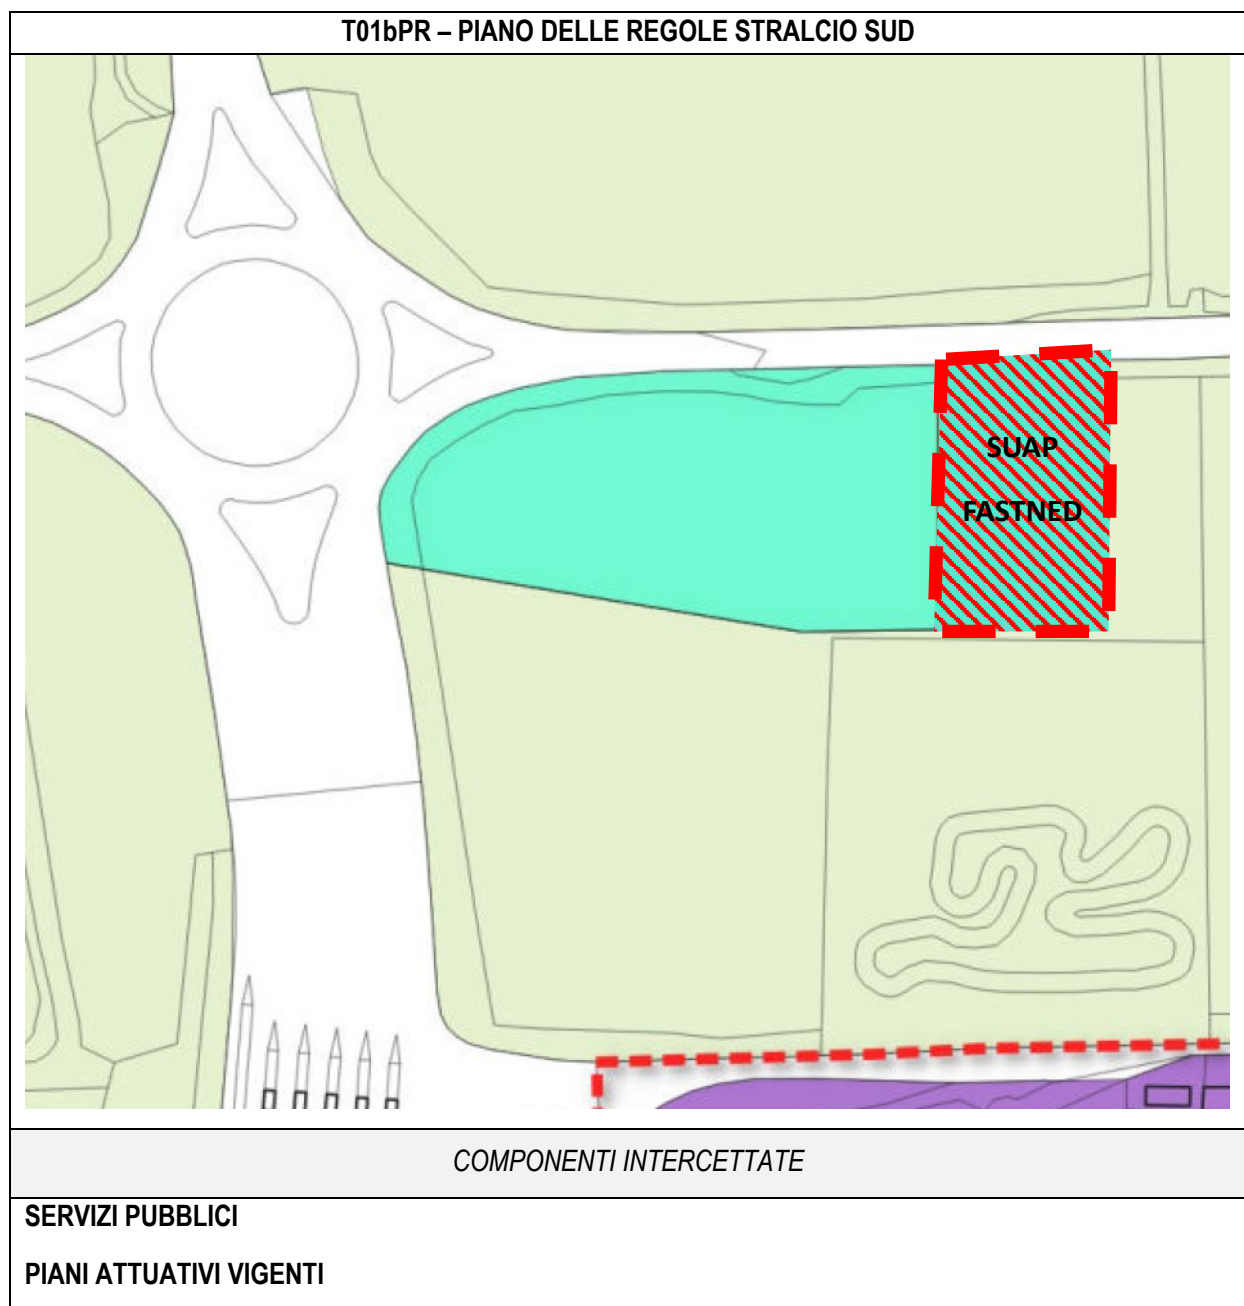 T01bPR – PIANO DELLE REGOLE STRALCIO SUD
SUAP
FASTNED
COMPONENTI INTERCETTATE
SERVIZI PUBBLICI
PIANI ATTUATIVI VIGENTI